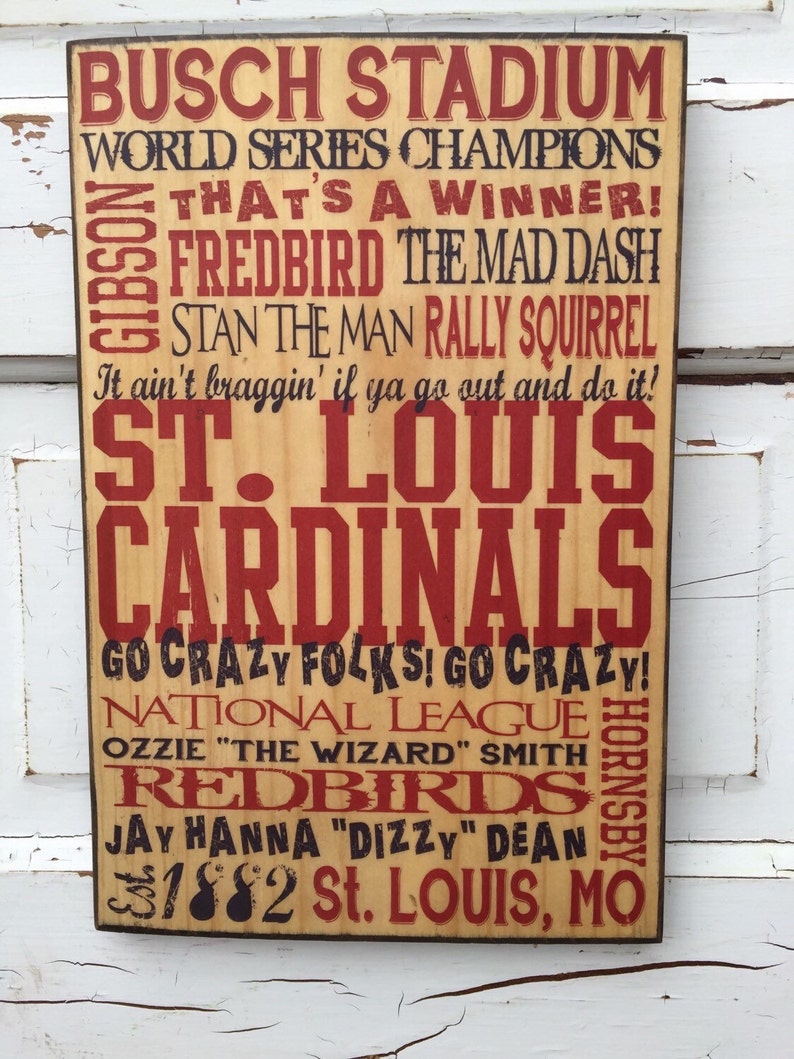 BUSCH STADIUM
WORLD SERIES CHAMPIONS
GIBSON
THAT'S A WINNER!
FREDBIRD THE MAD DASH
STAN THE MAN RALLY SQUIRREL
It ain't braggin' if ya go out and do it!
ST. LOUIS
CARDINALS
GO CRAZY FOLKS! GO CRAZY!
NATIONAL LEAGUE
OZZIE "THE WIZARD" SMITH
REDBIRDS
HORNSBY
JAY HANNA "DIZZY" DEAN
Est. 1882 St. LOUIS, MO